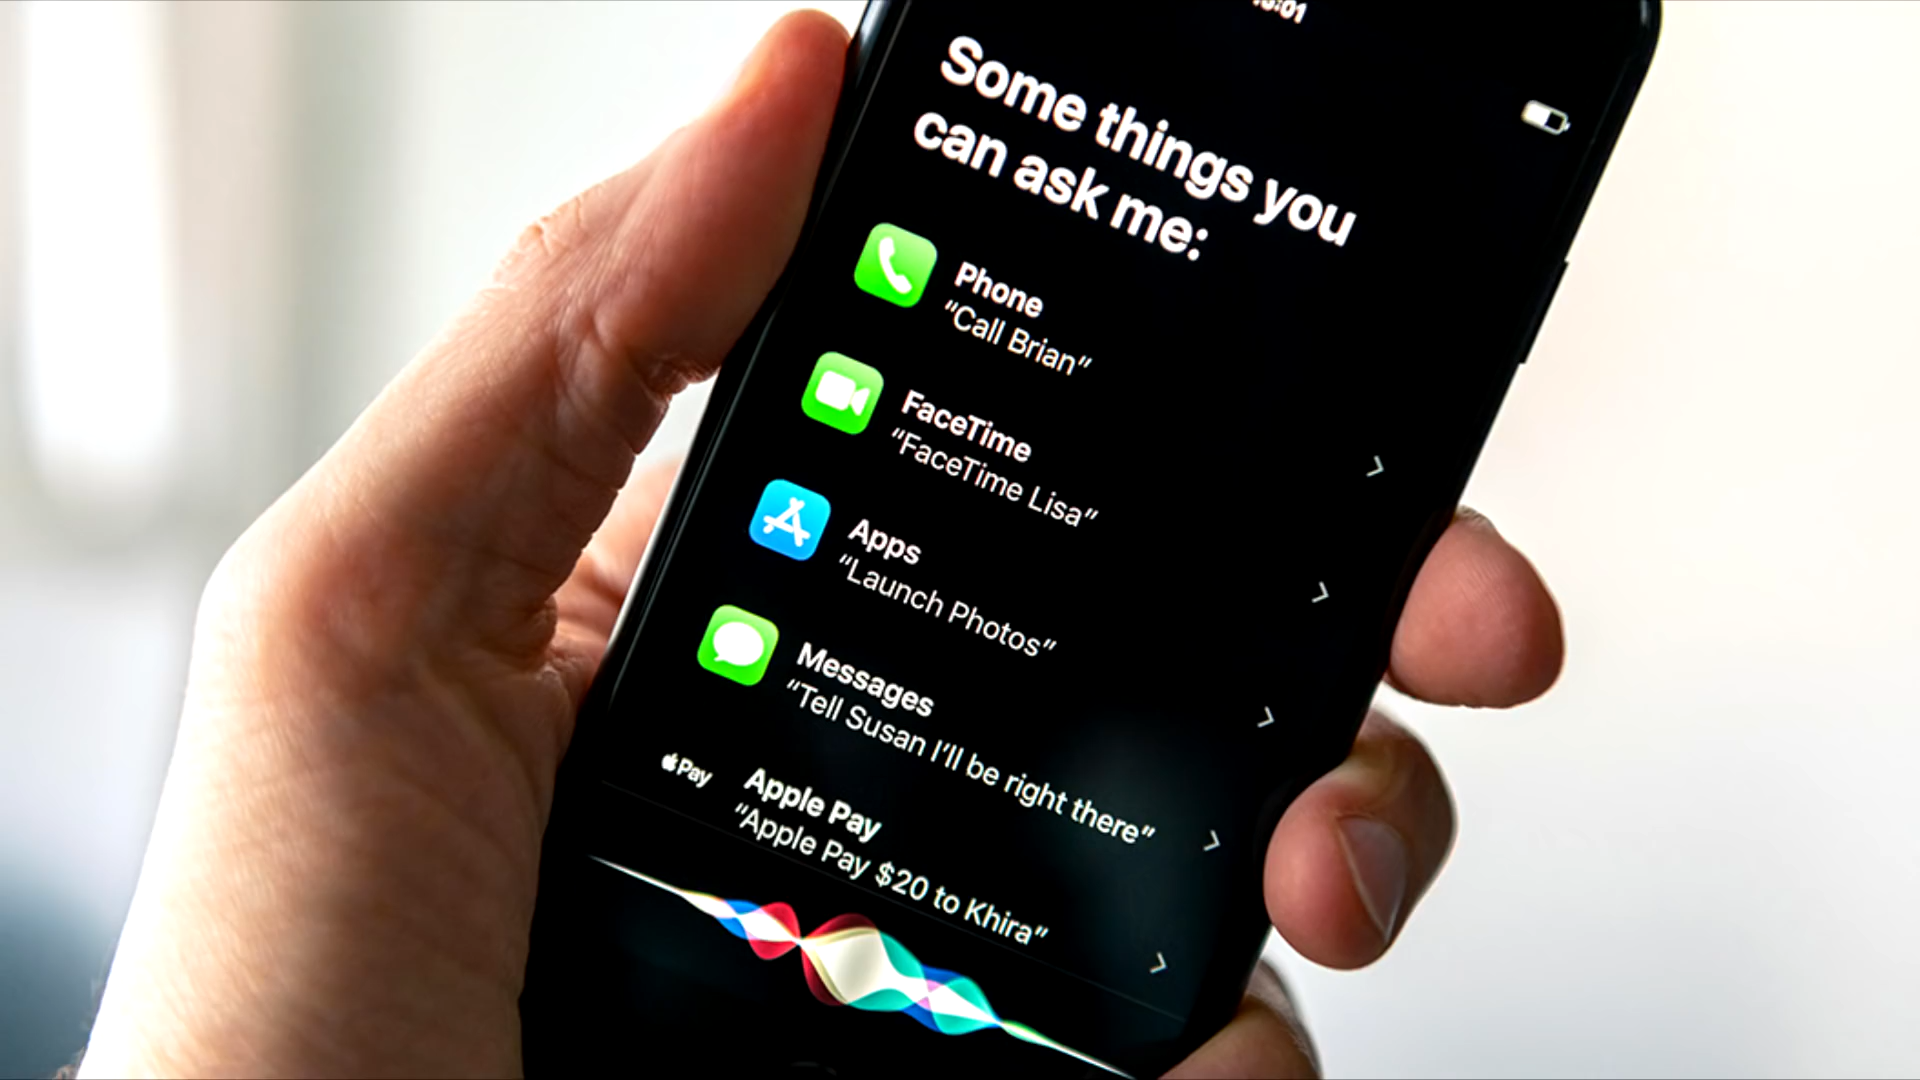 Some things you
can ask me:
Phone
“Call Brian”
FaceTime
“FaceTime Lisa”
Apps
“Launch Photos”
Messages
“Tell Susan I’ll be right there”
Pay
Apple Pay
“Apple Pay $20 to Khira”